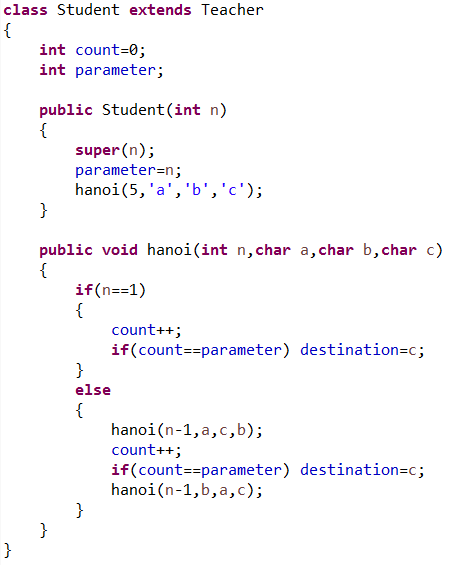 class Student extends Teacher
{
    int count=0;
    int parameter;

    public Student(int n)
    {
        super(n);
        parameter=n;
        hanoi(5,'a','b','c');
    }

    public void hanoi(int n,char a,char b,char c)
    {
        if(n==1)
        {
            count++;
            if(count==parameter) destination=c;
        }
        else
        {
            hanoi(n-1,a,c,b);
            count++;
            if(count==parameter) destination=c;
            hanoi(n-1,b,a,c);
        }
    }
}